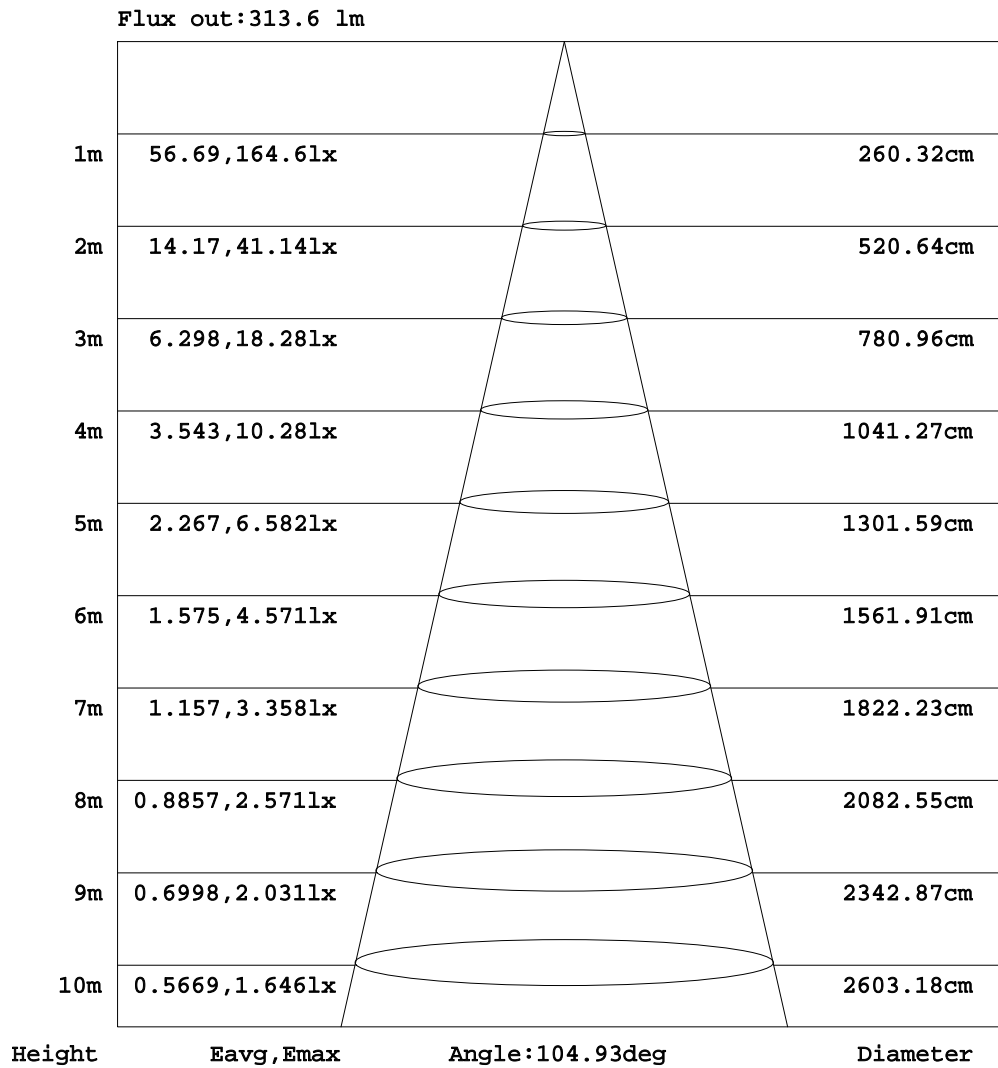 Flux out:313.6 lm
1m 56.69,164.6lx 260.32cm
2m 14.17,41.14lx 520.64cm
3m 6.298,18.28lx 780.96cm
4m 3.543,10.28lx 1041.27cm
5m 2.267,6.582lx 1301.59cm
6m 1.575,4.571lx 1561.91cm
7m 1.157,3.358lx 1822.23cm
8m 0.8857,2.571lx 2082.55cm
9m 0.6998,2.031lx 2342.87cm
10m 0.5669,1.646lx 2603.18cm
Height Eavg,Emax Angle:104.93deg Diameter